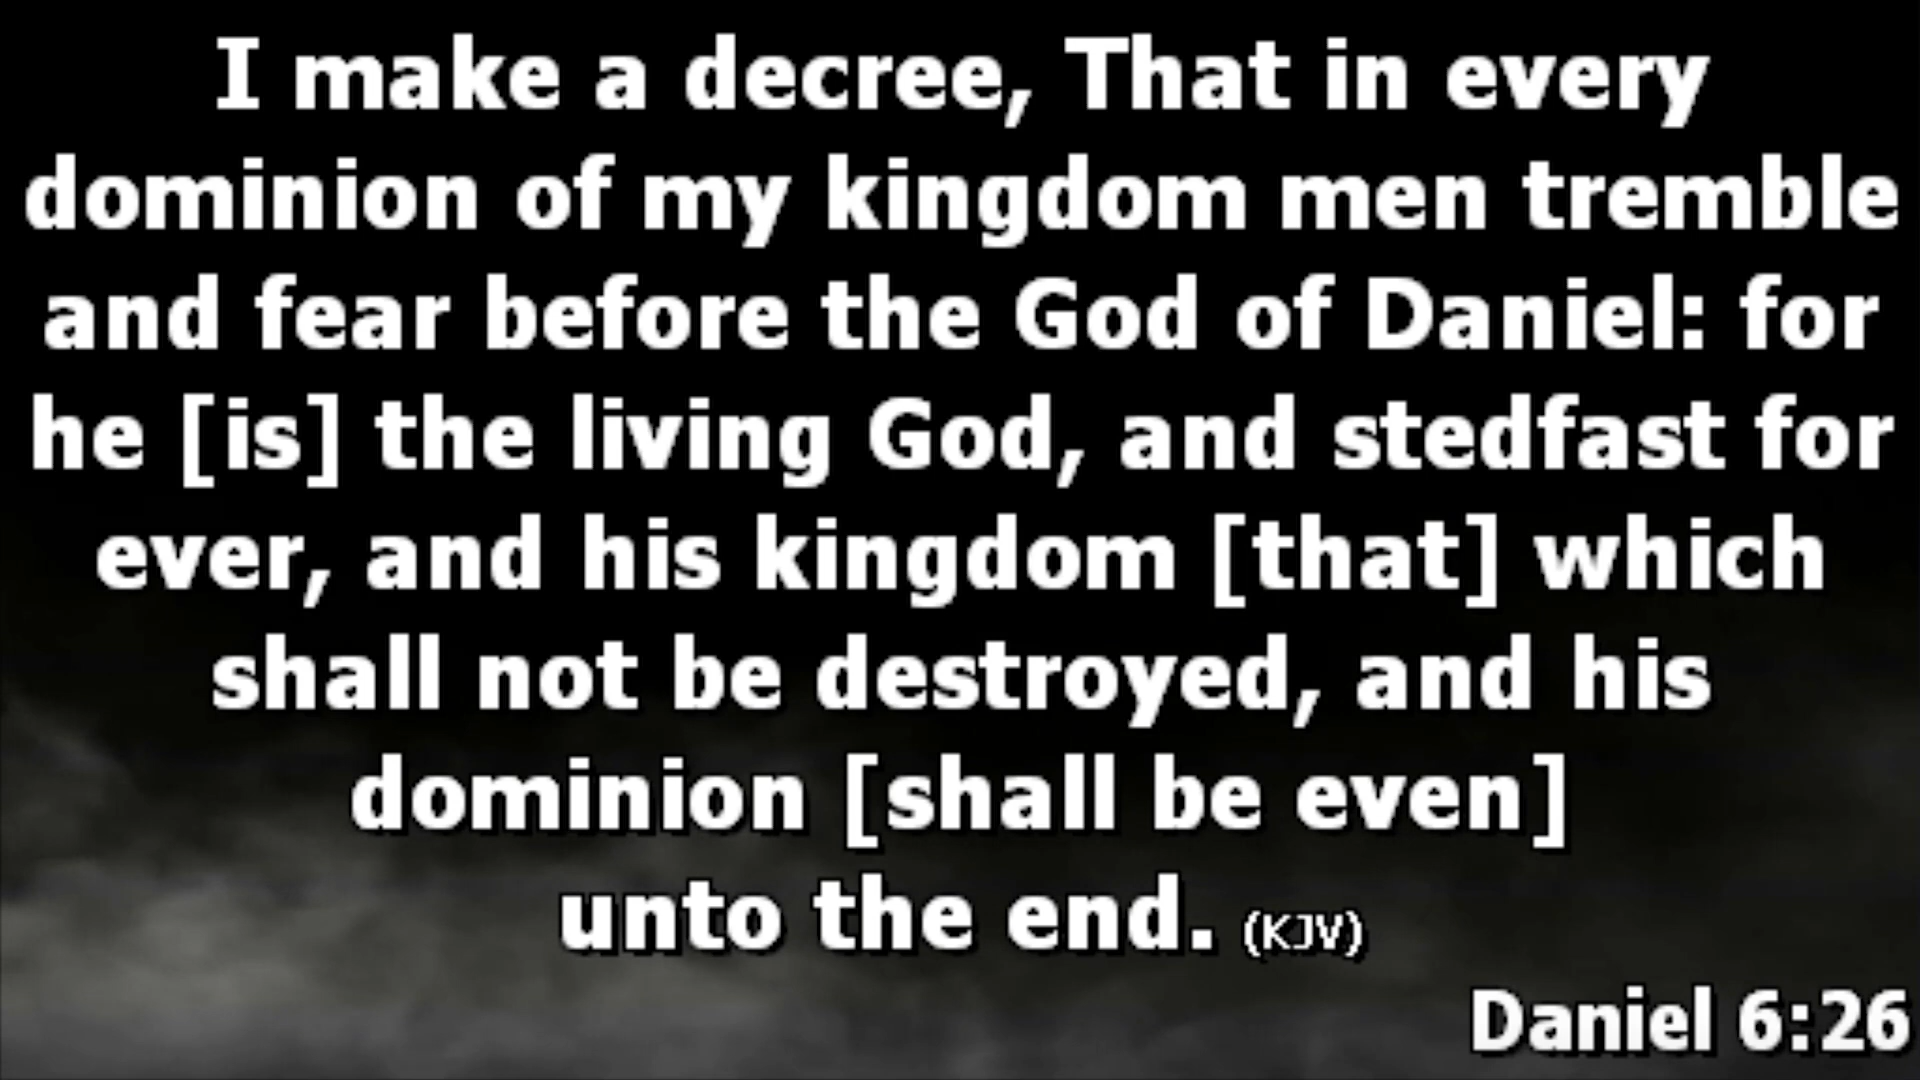 I make a decree, That in every
dominion of my kingdom men tremble
and fear before the God of Daniel: for
he [is] the living God, and stedfast for
ever, and his kingdom [that] which
shall not be destroyed, and his
dominion [shall be even]
unto the end. (KJV)
Daniel 6:26